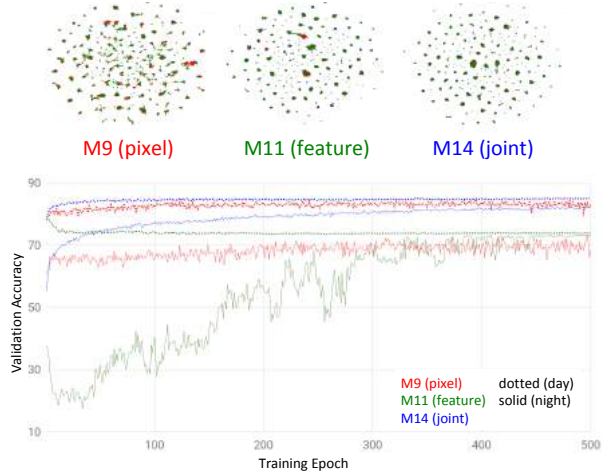 M9 (pixel) M11 (feature) M14 (joint)
90
70
50
30
10
Validation Accuracy
M9 (pixel) dotted (day)
M11 (feature) solid (night)
M14 (joint)
100 200 300 400 500
Training Epoch